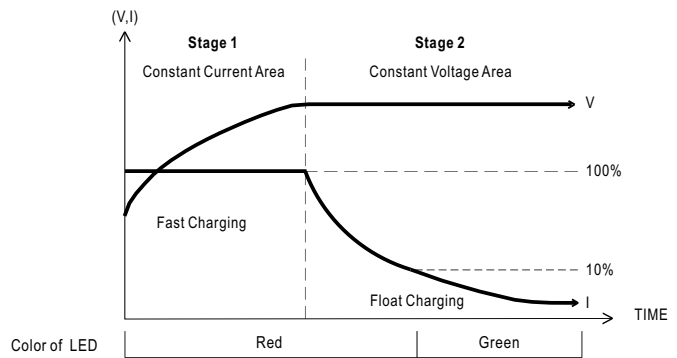 (V,I)
Stage 1
Stage 2
Constant Current Area
Constant Voltage Area
V
100%
Fast Charging
10%
Float Charging
I
TIME
Color of LED
Red
Green